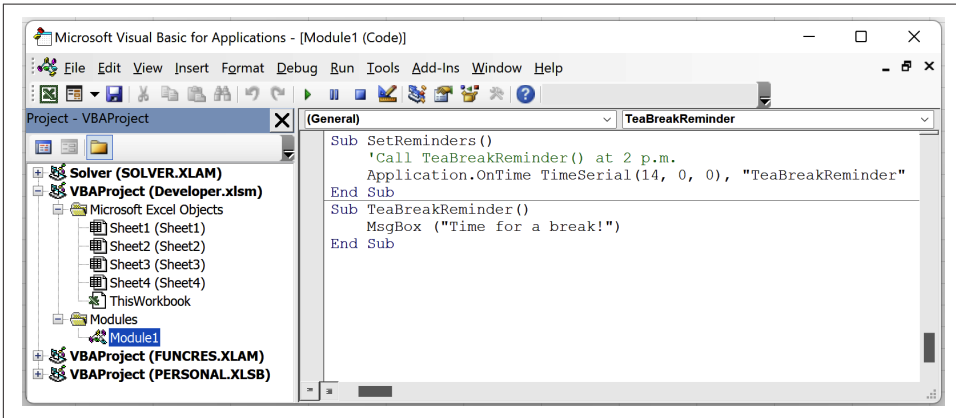 Microsoft Visual Basic for Applications - [Module1 (Code)]
File Edit View Insert Format Debug Run Tools Add-Ins Window Help
Project - VBAProject
(General)
TeaBreakReminder
Solver (SOLVER.XLAM)
VBAProject (Developer.xlsm)
Microsoft Excel Objects
Sheet1 (Sheet1)
Sheet2 (Sheet2)
Sheet3 (Sheet3)
Sheet4 (Sheet4)
ThisWorkbook
Modules
Module1
VBAProject (FUNCRES.XLAM)
VBAProject (PERSONAL.XLSB)
Sub SetReminders()
'Call TeaBreakReminder() at 2 p.m.
Application.OnTime TimeSerial(14, 0, 0), "TeaBreakReminder"
End Sub
Sub TeaBreakReminder()
MsgBox ("Time for a break!")
End Sub